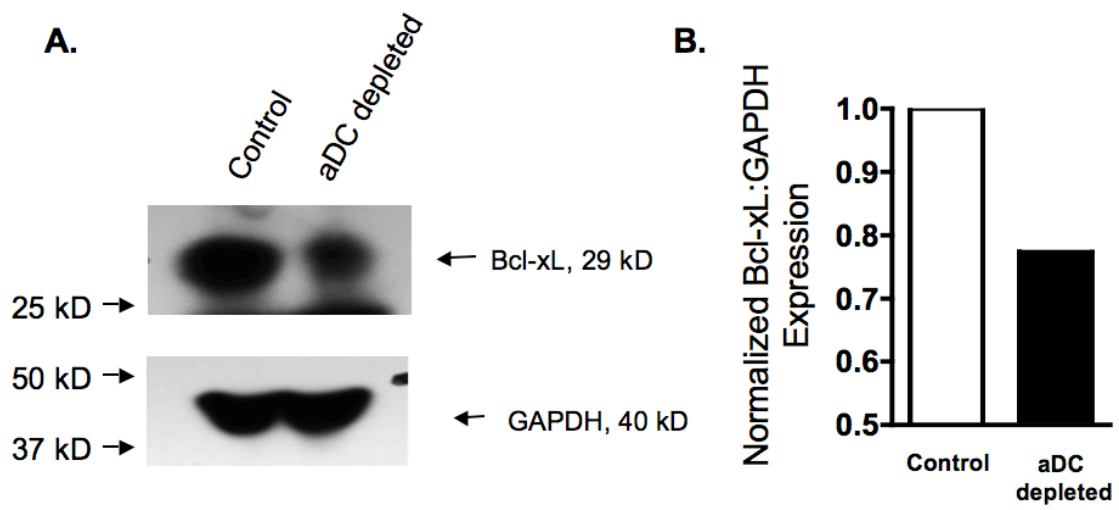 A.
Control
aDC depleted
Bcl-xL, 29 kD
25 kD
50 kD
GAPDH, 40 kD
37 kD
B.
Normalized Bcl-xL:GAPDH
Expression
1.0
0.9
0.8
0.7
0.6
0.5
Control
aDC
depleted